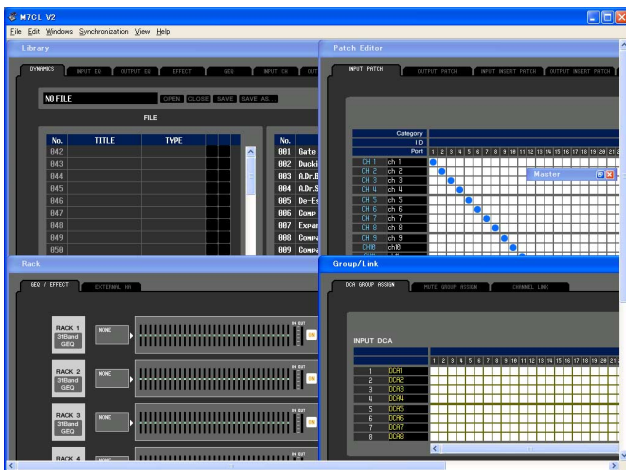 M7CL V2
File Edit Windows Synchronization View Help
Library
DYNAMICS INPUT EQ OUTPUT EQ EFFECT GEQ INPUT CH OUT
NO FILE OPEN CLOSE SAVE SAVE AS...
FILE
No. TITLE TYPE No.
042 001 Gate
043 002 Ducki
044 003 A.Dr.B
045 004 A.Dr.S
046 005 De-Es
047 006 Comp
048 007 Expan
049 008 Compa
050 009 Compa
Patch Editor
INPUT PATCH OUTPUT PATCH INPUT INSERT PATCH OUTPUT INSERT PATCH
Category
ID
Port 1 2 3 4 5 6 7 8 9 10 11 12 13 14 15 16 17 18 19 20 21
CH 1 ch 1
CH 2 ch 2
CH 3 ch 3
CH 4 ch 4
CH 5 ch 5
CH 6 ch 6
CH 7 ch 7
CH 8 ch 8
CH 9 ch 9
CH10 ch10
Master
Rack
GEQ / EFFECT EXTERNAL HA
RACK 1
31Band
GEQ
NONE
IN OUT
ON
RACK 2
31Band
GEQ
NONE
IN OUT
ON
RACK 3
31Band
GEQ
NONE
IN OUT
ON
RACK 4
Group/Link
DCA GROUP ASSIGN MUTE GROUP ASSIGN CHANNEL LINK
INPUT DCA
1 2 3 4 5 6 7 8 9 10 11 12 13 14 15 16 17 18 19 20 21
1 DCA1
2 DCA2
3 DCA3
4 DCA4
5 DCA5
6 DCA6
7 DCA7
8 DCA8